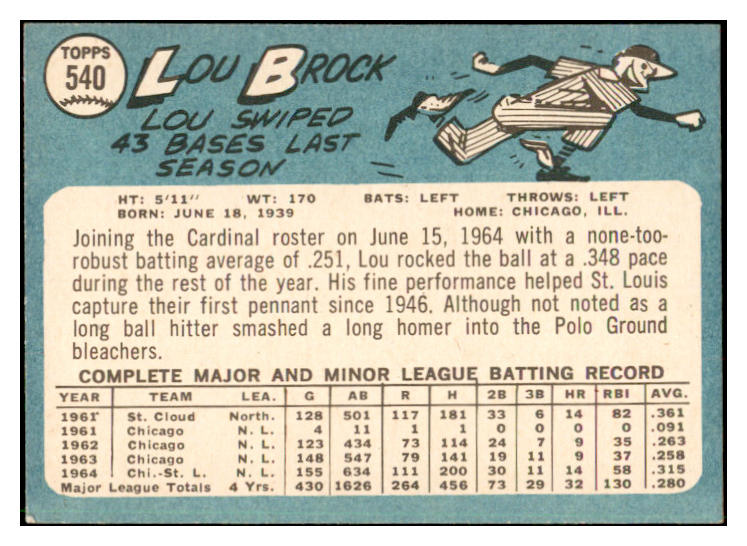 TOPPS
540
LOU BROCK
LOU SWIPED
43 BASES LAST
SEASON
HT: 5'11" WT: 170 BATS: LEFT THROWS: LEFT
BORN: JUNE 18, 1939 HOME: CHICAGO, ILL.
Joining the Cardinal roster on June 15, 1964 with a none-too-
robust batting average of .251, Lou rocked the ball at a .348 pace
during the rest of the year. His fine performance helped St. Louis
capture their first pennant since 1946. Although not noted as a
long ball hitter smashed a long homer into the Polo Ground
bleachers.
COMPLETE MAJOR AND MINOR LEAGUE BATTING RECORD
YEAR TEAM LEA. G AB R H 2B 3B HR RBI AVG.
1961 St. Cloud North. 128 501 117 181 33 6 14 82 .361
1961 Chicago N. L. 4 11 1 1 0 0 0 0 .091
1962 Chicago N. L. 123 434 73 114 24 7 9 35 .263
1963 Chicago N. L. 148 547 79 141 19 11 9 37 .258
1964 Chi.-St. L. N. L. 155 634 111 200 30 11 14 58 .315
Major League Totals 4 Yrs. 430 1626 264 456 73 29 32 130 .280